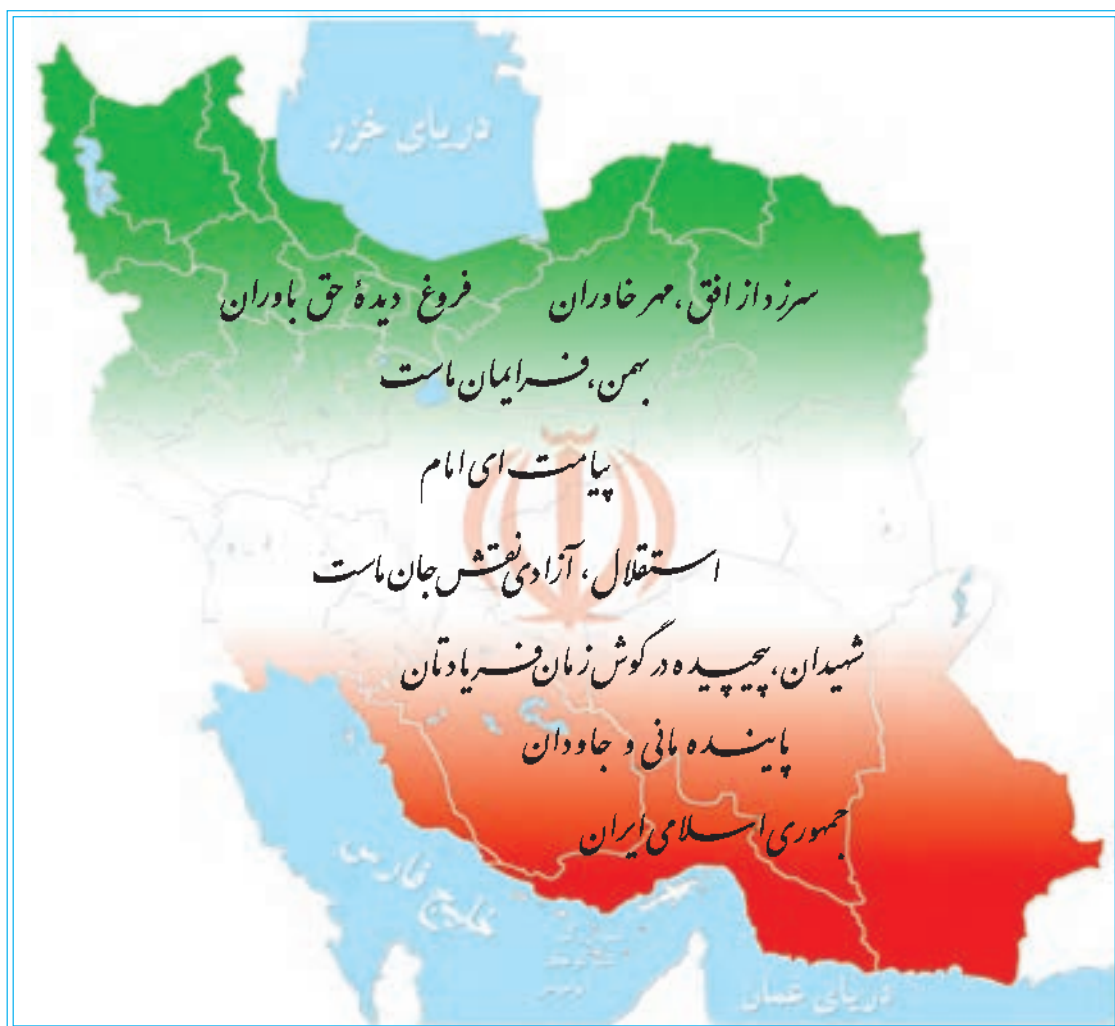 دریای خزر
سرزد از افق، مهر خاوران فروغ دیدهٔ حق باوران
بهمن، فر ایمان ماست
پیامت ای امام
استقلال، آزادی نقش جان ماست
شهیدان، پیچیده در گوش زمان فریادتان
پاینده مانی و جاودان
جمهوری اسلامی ایران
خلیج فارس
دریای عمان